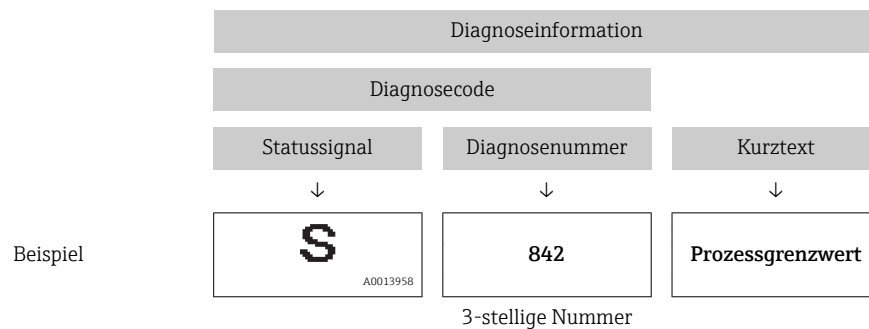 Diagnoseinformation
Diagnosecode
Statussignal Diagnosenummer Kurztext
↓ ↓ ↓
Beispiel S 842 Prozessgrenzwert
A0013958
3-stellige Nummer